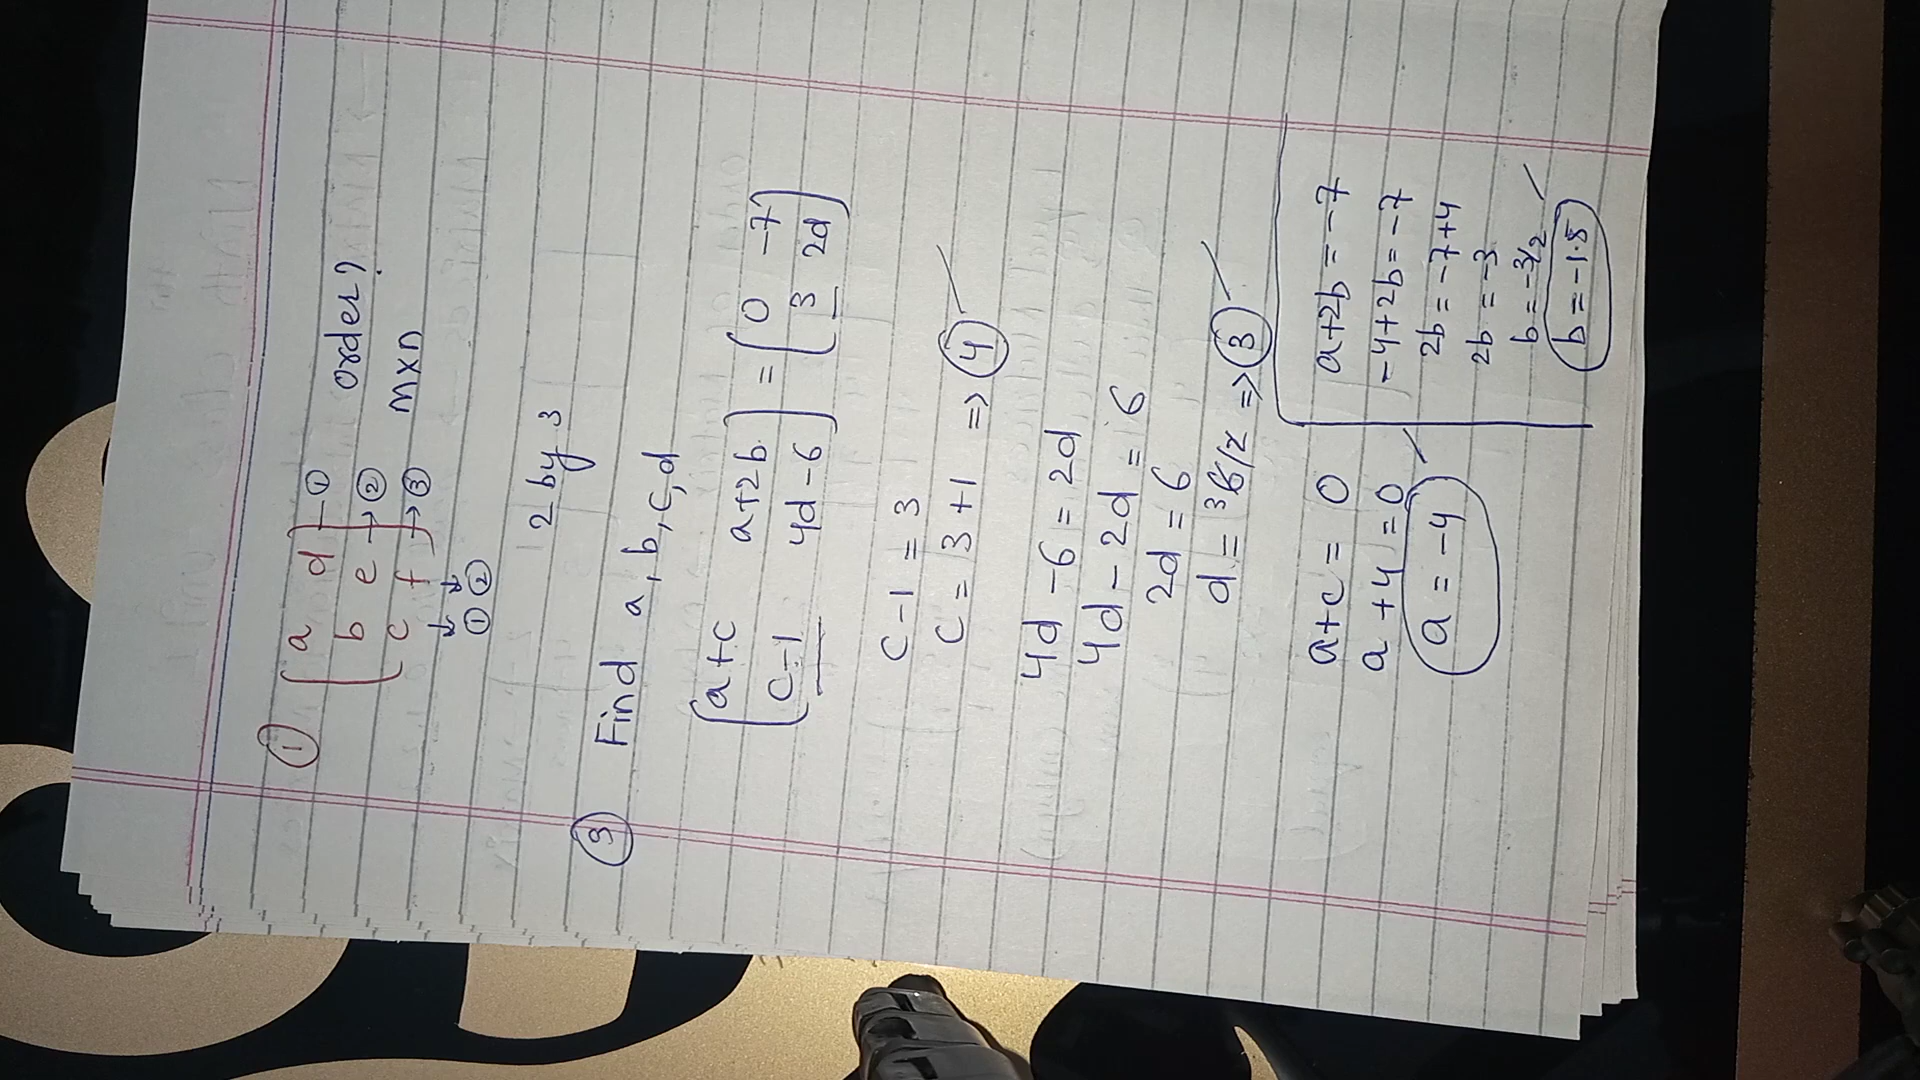 ① (a d) - ①
(b e) → ② order?
(c f) → ③ m×n
↓ ↓
① ②
2 by 3
③ Find a, b, c, d
(a+c a+2b) = (0 -7)
(c-1 4d-6) (3 2d)
c-1 = 3
c = 3+1 => ④
4d - 6 = 2d
4d - 2d = 6
2d = 6
d = ³6/2 => ③
a+c = 0
a+4 = 0
a = -4
a+2b = -7
-4+2b = -7
2b = -7+4
2b = -3
b = -3/2
b = -1.5